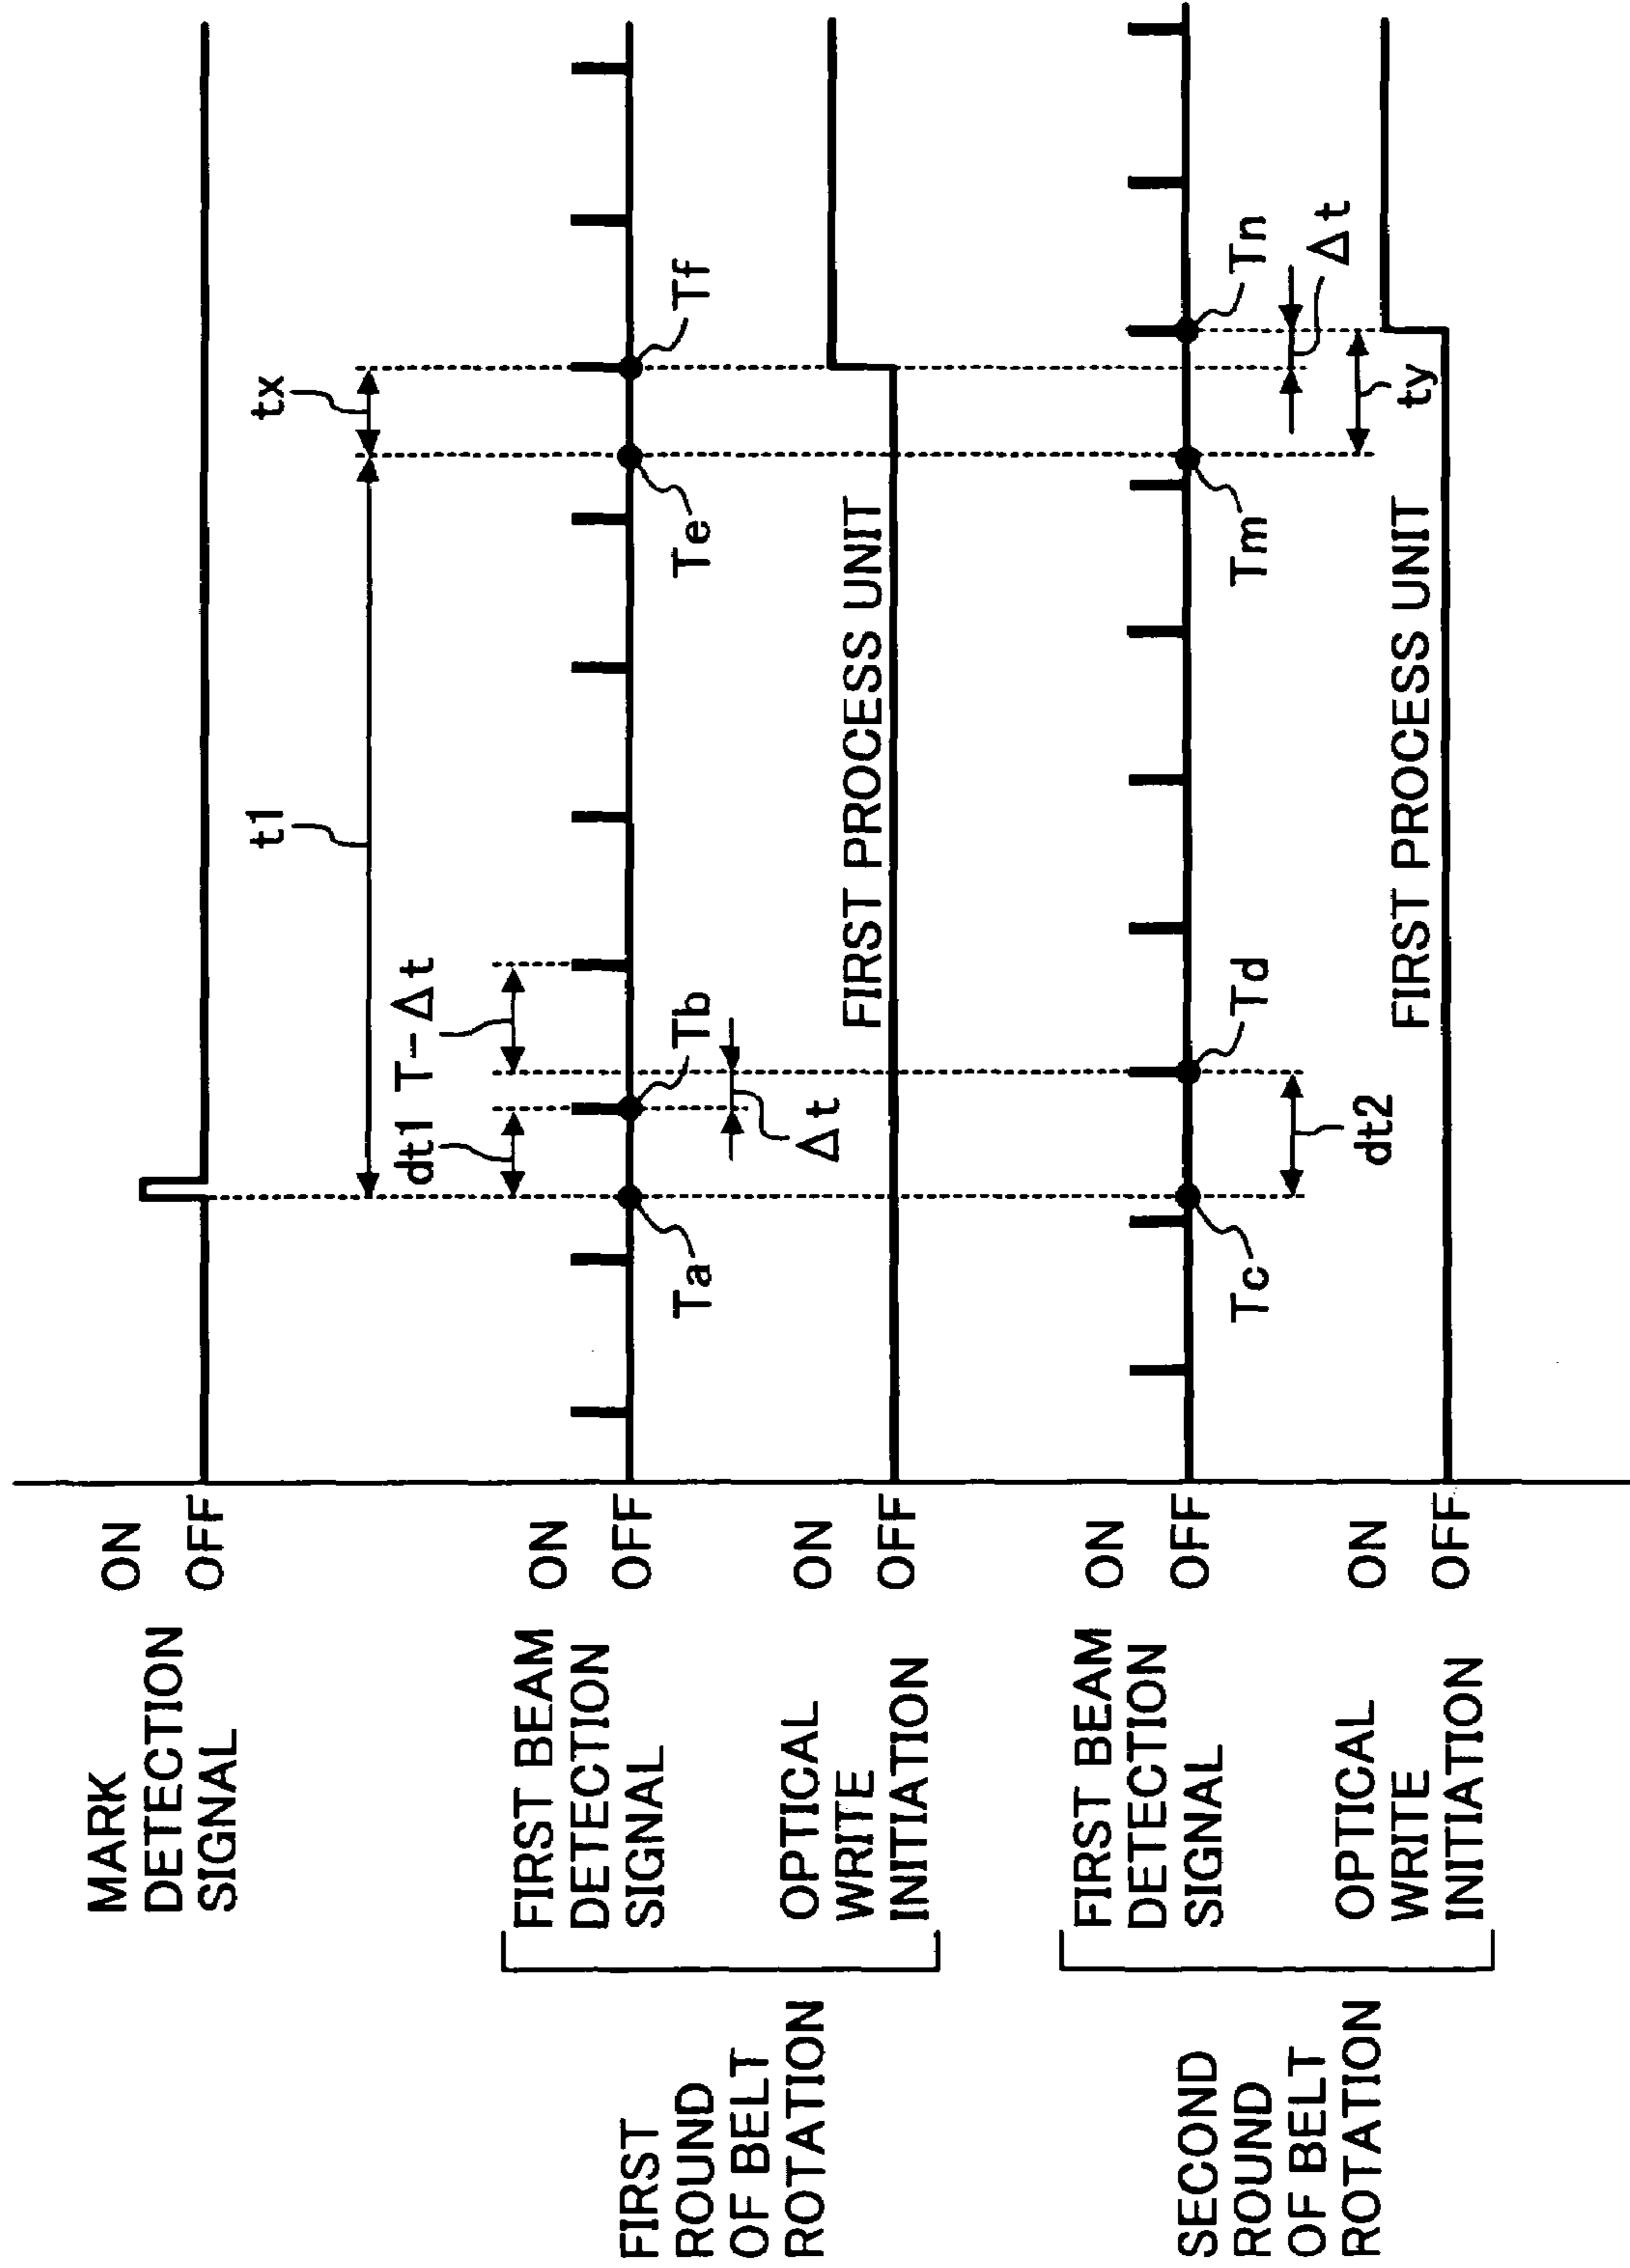 MARK
DETECTION
SIGNAL
ON
OFF
t1
tx
FIRST
ROUND
OF BELT
ROTATION
FIRST BEAM
DETECTION
SIGNAL
ON
OFF
dt1
T-Δt
Ta
Tb
Te
Tf
Δt
OPTICAL
WRITE
INITIATION
ON
OFF
FIRST PROCESS UNIT
SECOND
ROUND
OF BELT
ROTATION
FIRST BEAM
DETECTION
SIGNAL
ON
OFF
Tc
Td
Tm
Tn
dt2
Δt
ty
OPTICAL
WRITE
INITIATION
ON
OFF
FIRST PROCESS UNIT